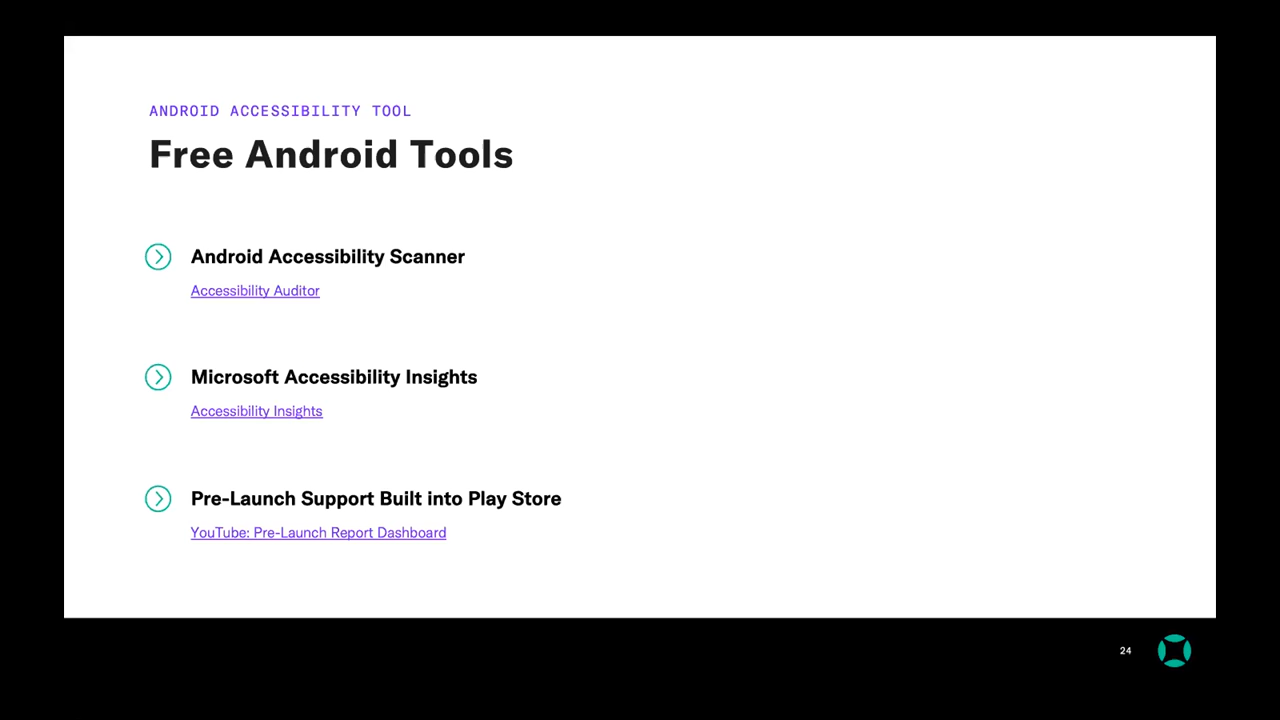 ANDROID ACCESSIBILITY TOOL
Free Android Tools
Android Accessibility Scanner
Accessibility Auditor
Microsoft Accessibility Insights
Accessibility Insights
Pre-Launch Support Built into Play Store
YouTube: Pre-Launch Report Dashboard
24